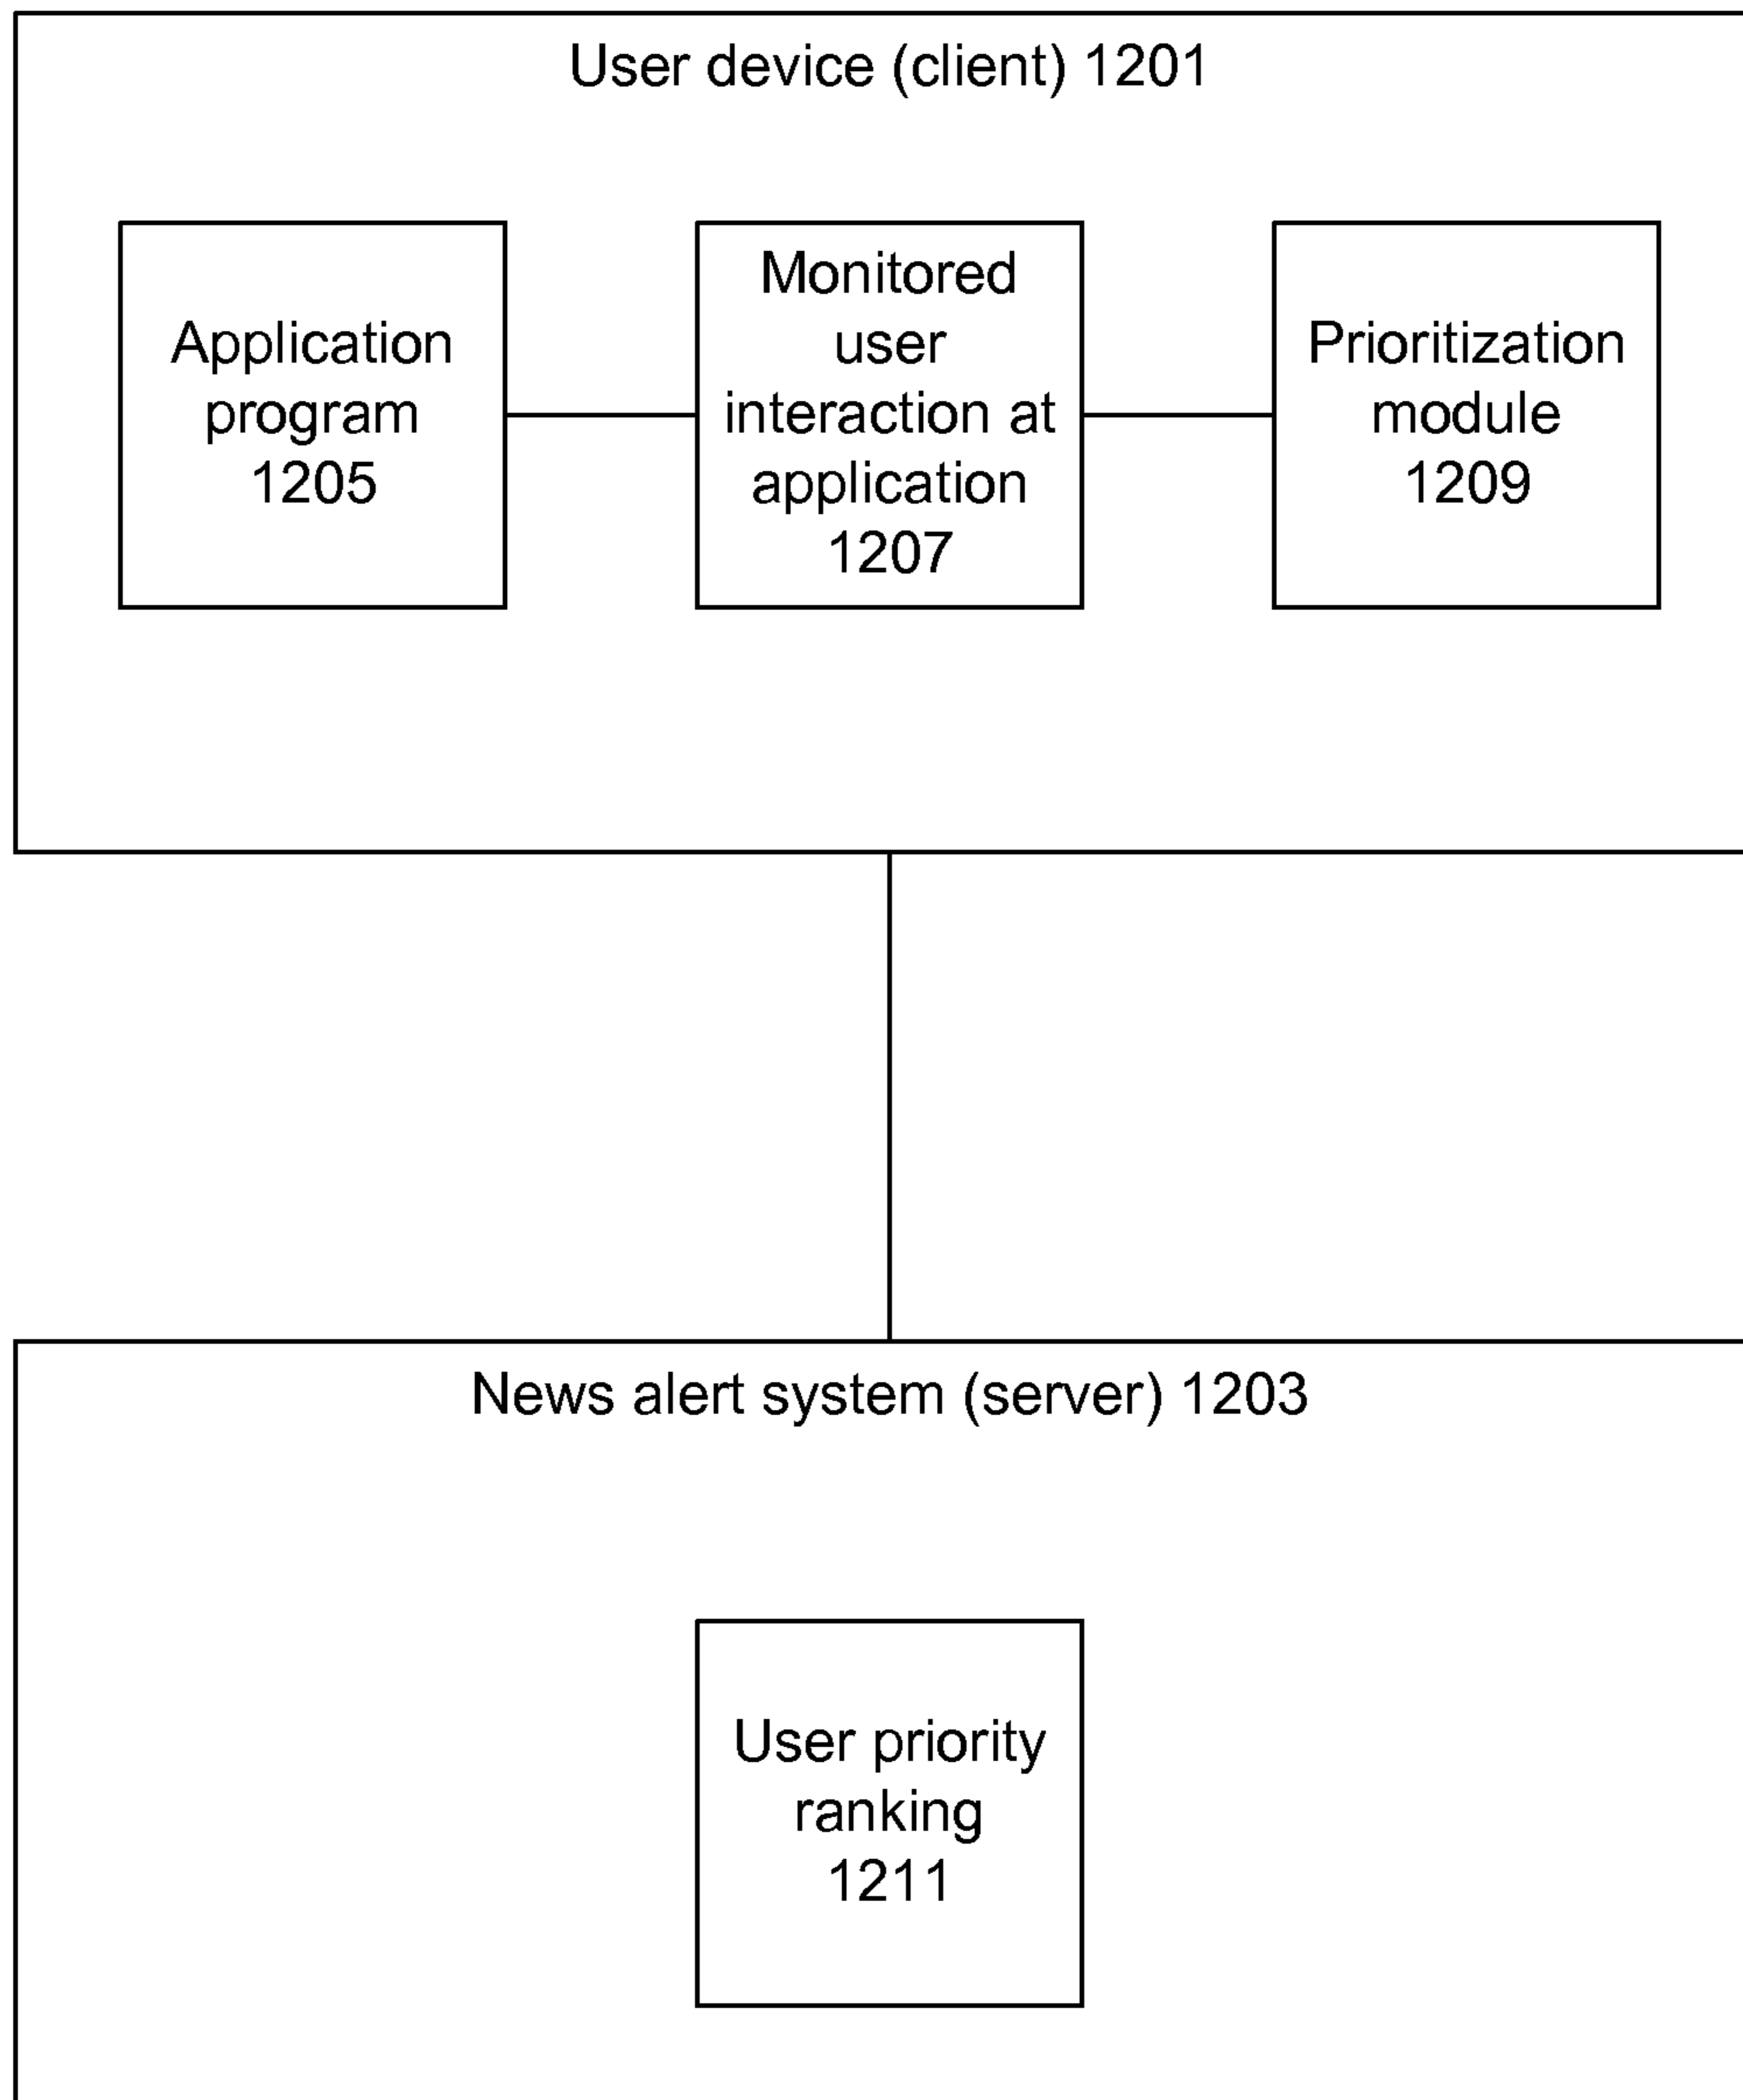 User device (client) 1201
Application
program
1205
Monitored
user
interaction at
application
1207
Prioritization
module
1209
News alert system (server) 1203
User priority
ranking
1211